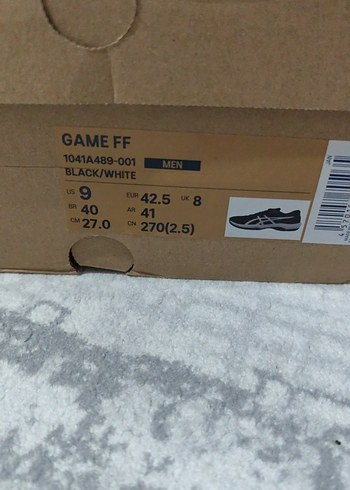 GAME FF
1041A489-001 MEN
BLACK/WHITE
US 9 EUR 42.5 UK 8
BR 40 AR 41
CM 27.0 CN 270(2.5)